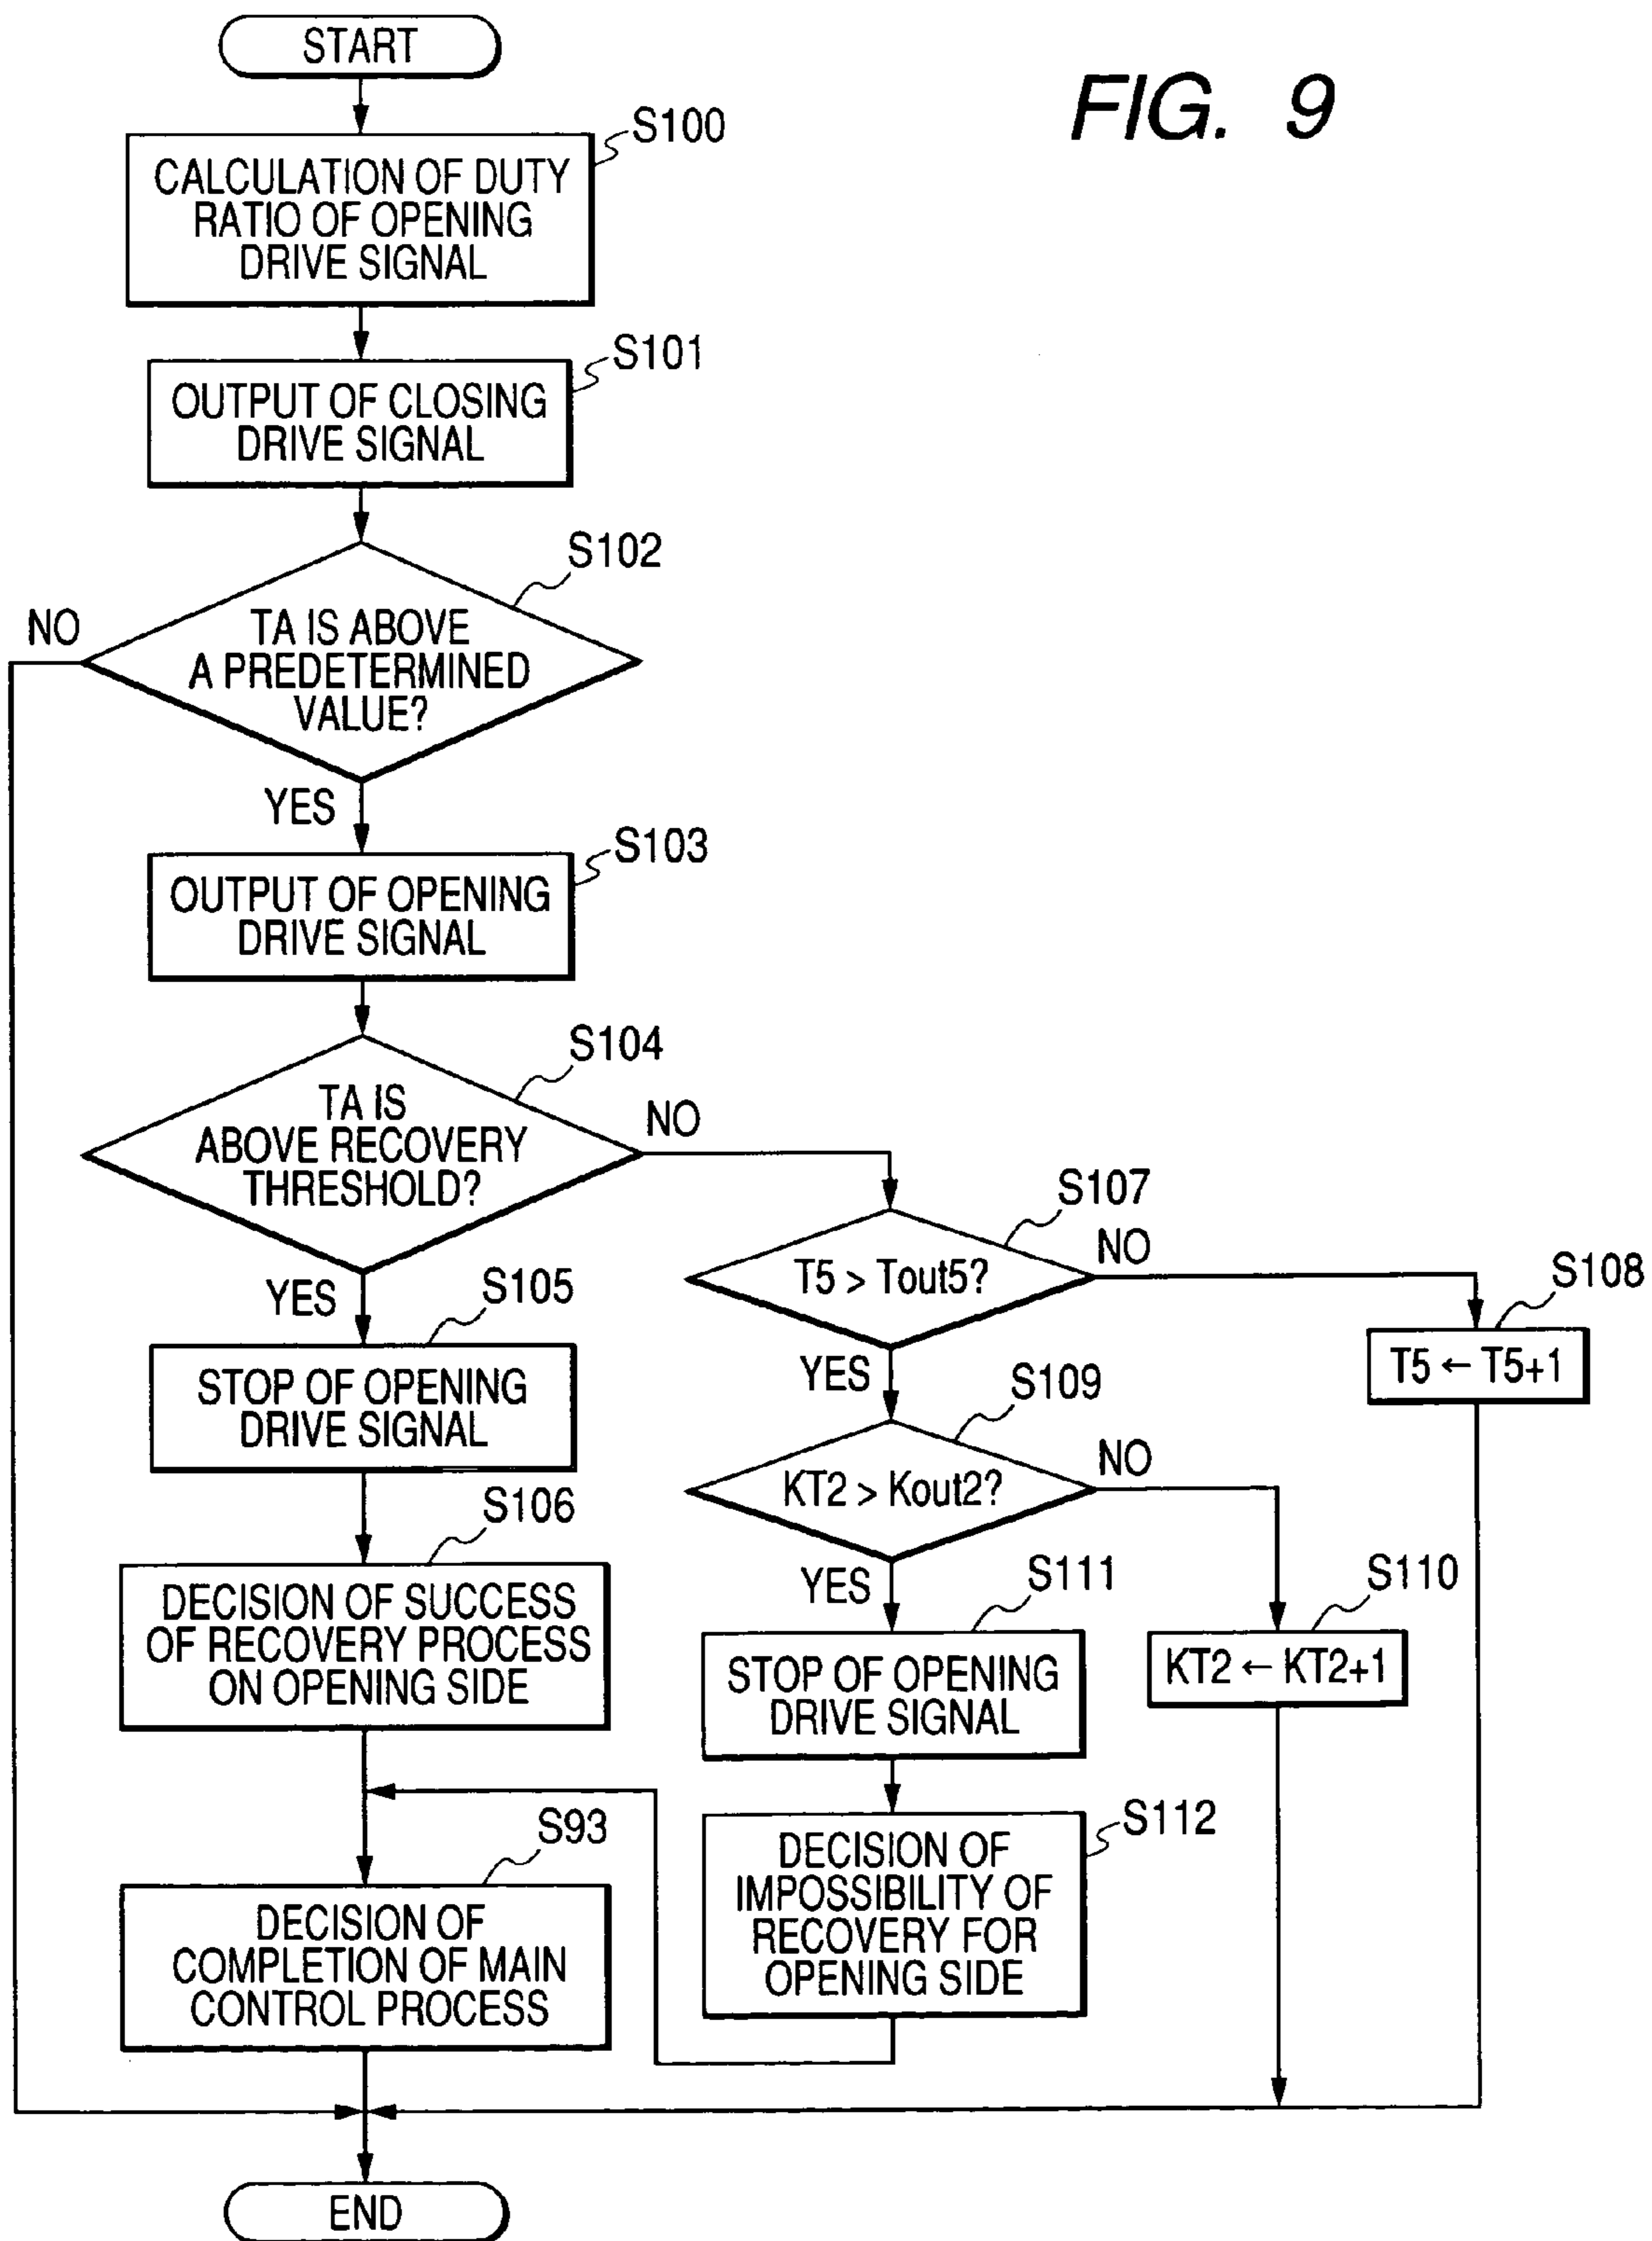 FIG. 9
START
S100
CALCULATION OF DUTY
RATIO OF OPENING
DRIVE SIGNAL
S101
OUTPUT OF CLOSING
DRIVE SIGNAL
S102
NO
TA IS ABOVE
A PREDETERMINED
VALUE?
YES
S103
OUTPUT OF OPENING
DRIVE SIGNAL
S104
TA IS
ABOVE RECOVERY
THRESHOLD?
NO
YES
S105
STOP OF OPENING
DRIVE SIGNAL
S106
DECISION OF SUCCESS
OF RECOVERY PROCESS
ON OPENING SIDE
S93
DECISION OF
COMPLETION OF MAIN
CONTROL PROCESS
S107
T5 > Tout5?
NO
YES
S108
T5 ← T5+1
S109
KT2 > Kout2?
NO
YES
S110
KT2 ← KT2+1
S111
STOP OF OPENING
DRIVE SIGNAL
S112
DECISION OF
IMPOSSIBILITY OF
RECOVERY FOR
OPENING SIDE
END